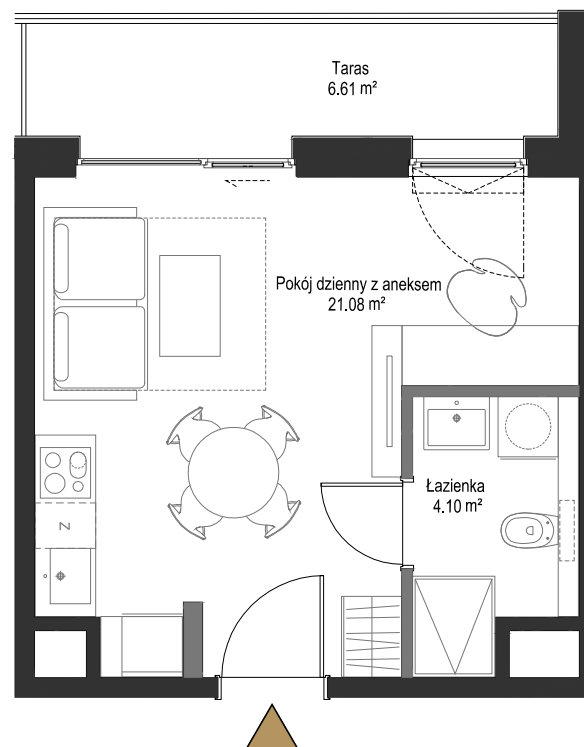 Taras
6.61 m²
Pokój dzienny z aneksem
21.08 m²
Łazienka
4.10 m²
Z